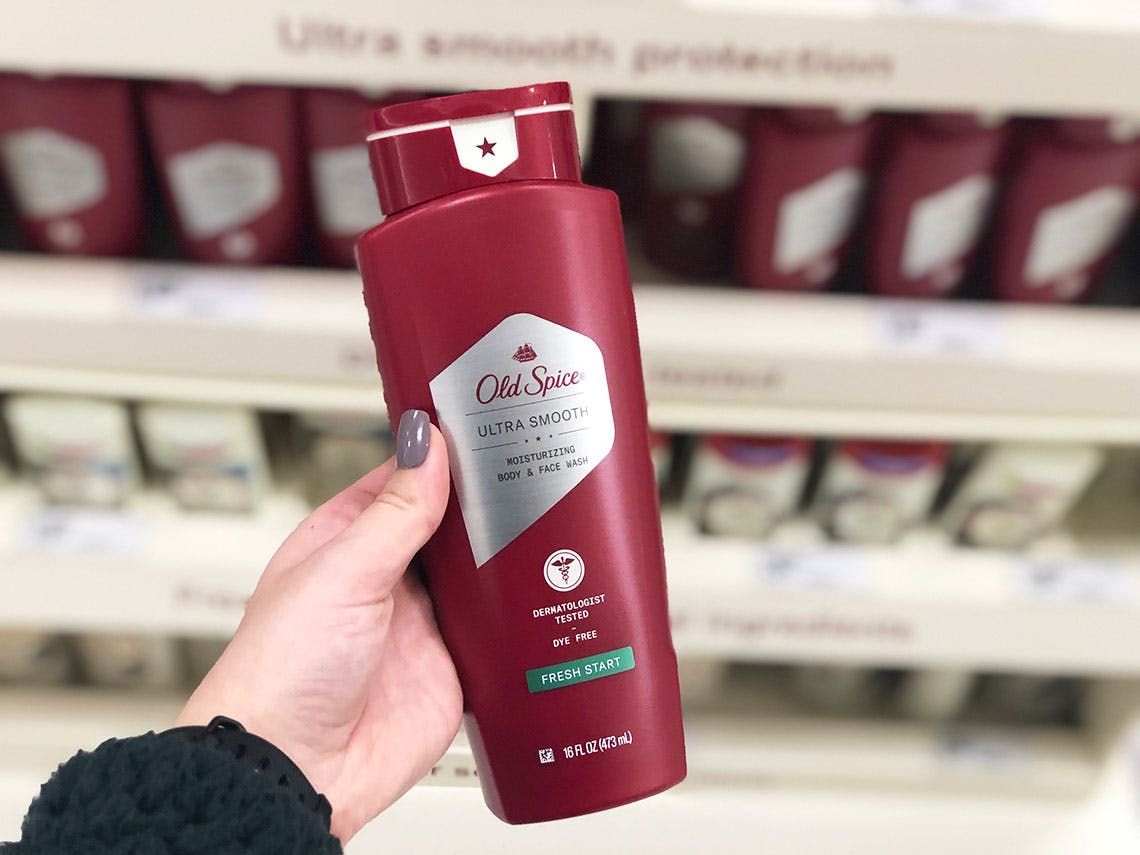 Ultra smooth protection
Old Spice®
ULTRA SMOOTH
MOISTURIZING
BODY & FACE WASH
DERMATOLOGIST
TESTED
-
DYE FREE
FRESH START
16 FL OZ (473 mL)
ingredients